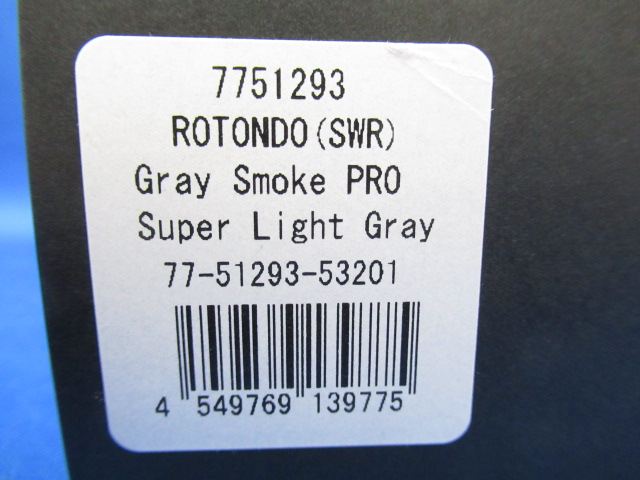 7751293
ROTONDO(SWR)
Gray Smoke PRO
Super Light Gray
77-51293-53201
4 549769 139775